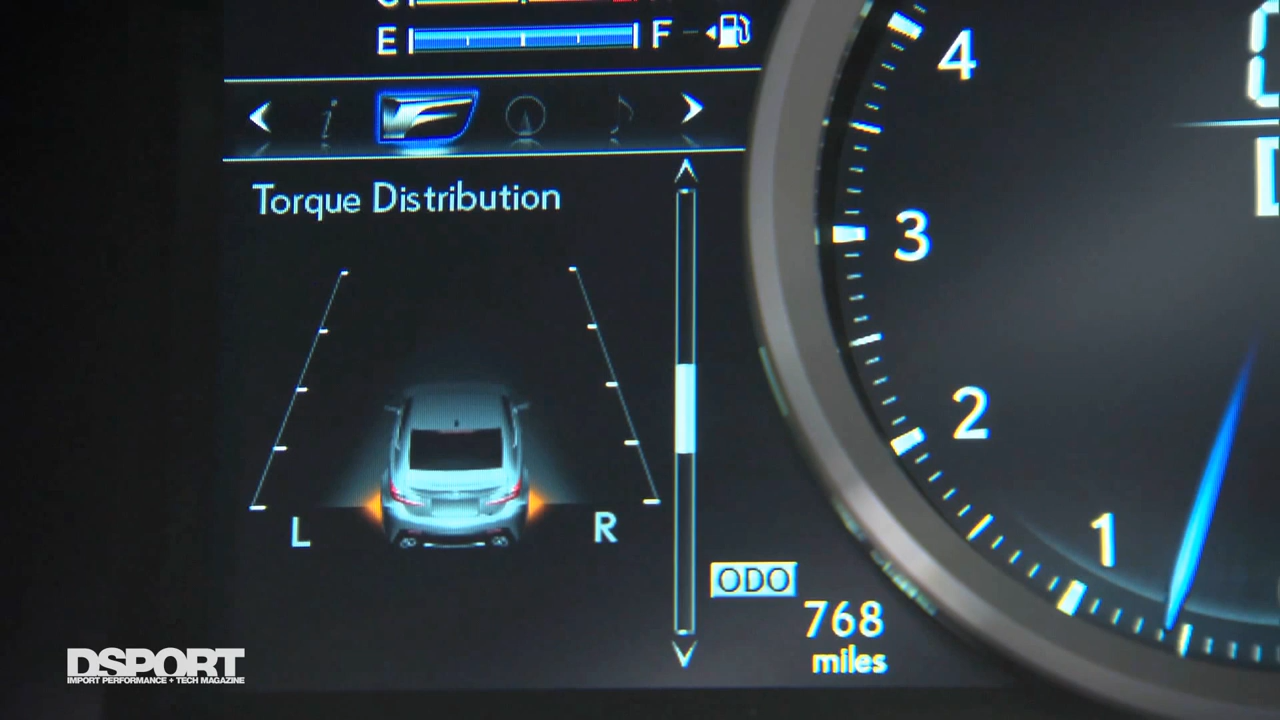 E F
i
Torque Distribution
L R
ODO
768
miles
4
3
2
1
DSPORT
IMPORT PERFORMANCE + TECH MAGAZINE